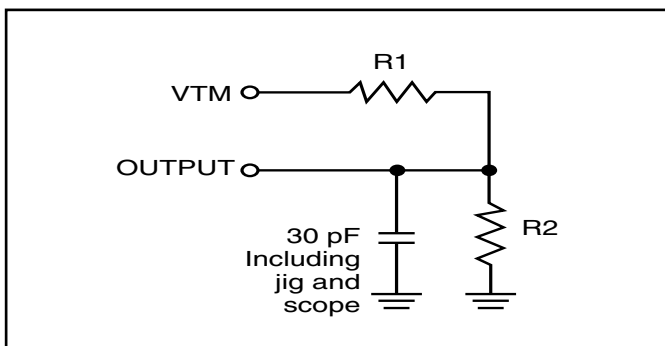 R1
VTM
OUTPUT
30 pF
Including
jig and
scope
R2